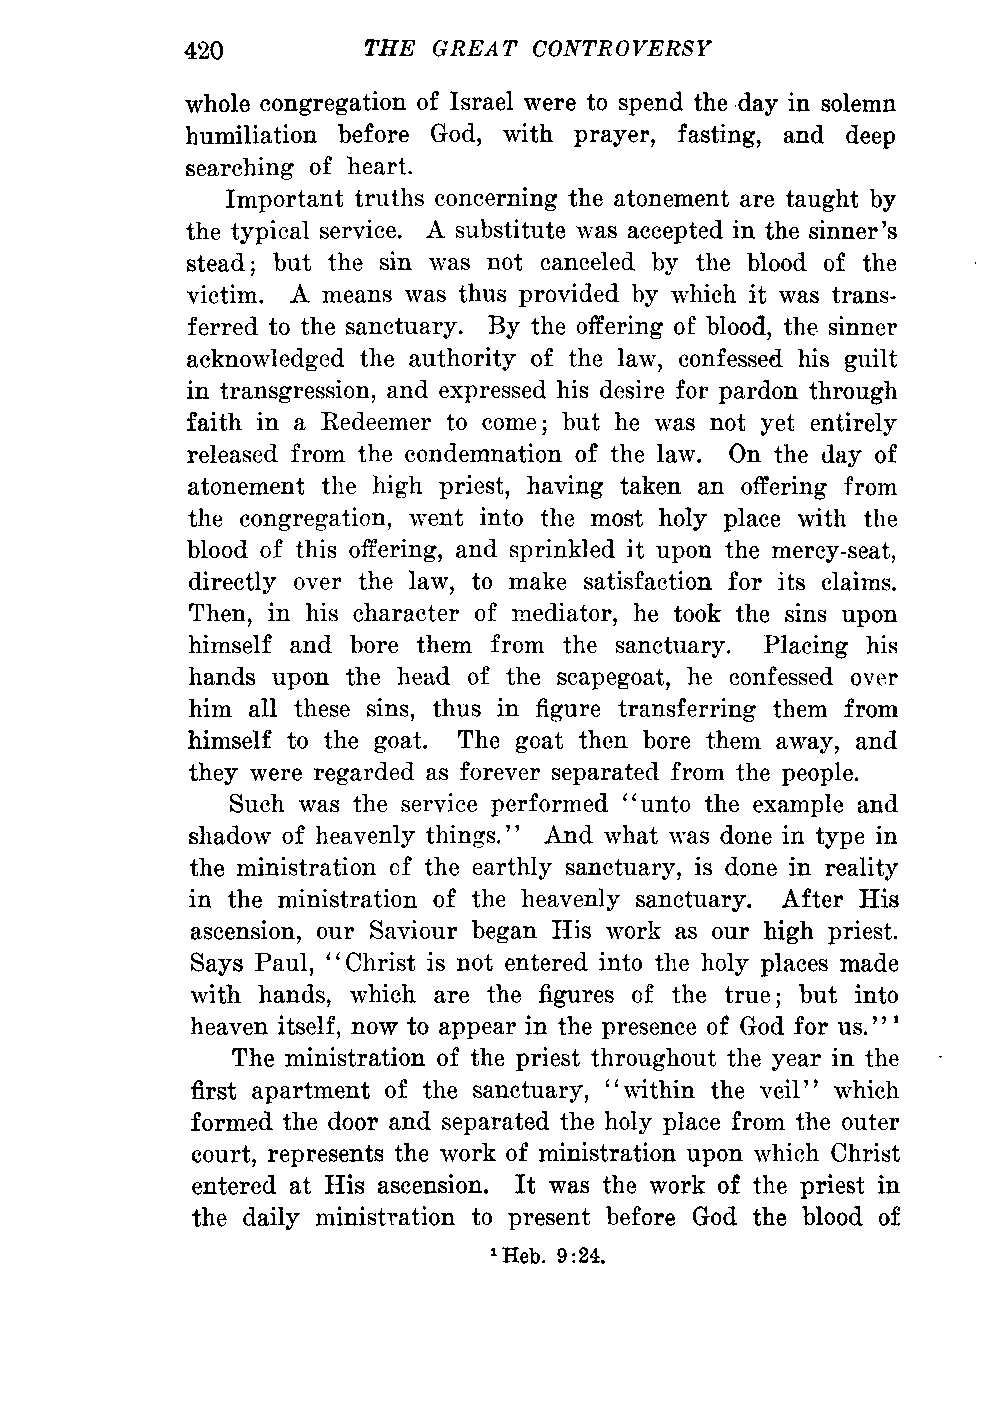 420 THE GREAT CONTROVERSY
whole congregation of Israel were to spend the day in solemn
humiliation before God, with prayer, fasting, and deep
searching of heart.
Important truths concerning the atonement are taught by
the typical service. A substitute was accepted in the sinner's
stead; but the sin was not canceled by the blood of the
victim. A means was thus provided by which it was trans-
ferred to the sanctuary. By the offering of blood, the sinner
acknowledged the authority of the law, confessed his guilt
in transgression, and expressed his desire for pardon through
faith in a Redeemer to come; but he was not yet entirely
released from the condemnation of the law. On the day of
atonement the high priest, having taken an offering from
the congregation, went into the most holy place with the
blood of this offering, and sprinkled it upon the mercy-seat,
directly over the law, to make satisfaction for its claims.
Then, in his character of mediator, he took the sins upon
himself and bore them from the sanctuary. Placing his
hands upon the head of the scapegoat, he confessed over
him all these sins, thus in figure transferring them from
himself to the goat. The goat then bore them away, and
they were regarded as forever separated from the people.
Such was the service performed "unto the example and
shadow of heavenly things." And what was done in type in
the ministration of the earthly sanctuary, is done in reality
in the ministration of the heavenly sanctuary. After His
ascension, our Saviour began His work as our high priest.
Says Paul, "Christ is not entered into the holy places made
with hands, which are the figures of the true; but into
heaven itself, now to appear in the presence of God for us."¹
The ministration of the priest throughout the year in the
first apartment of the sanctuary, "within the veil" which
formed the door and separated the holy place from the outer
court, represents the work of ministration upon which Christ
entered at His ascension. It was the work of the priest in
the daily ministration to present before God the blood of
¹ Heb. 9:24.